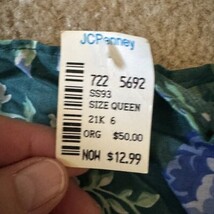 JCPenney
722 5692
SS93
SIZE QUEEN
21K 6
ORG $50.00
NOW $12.99